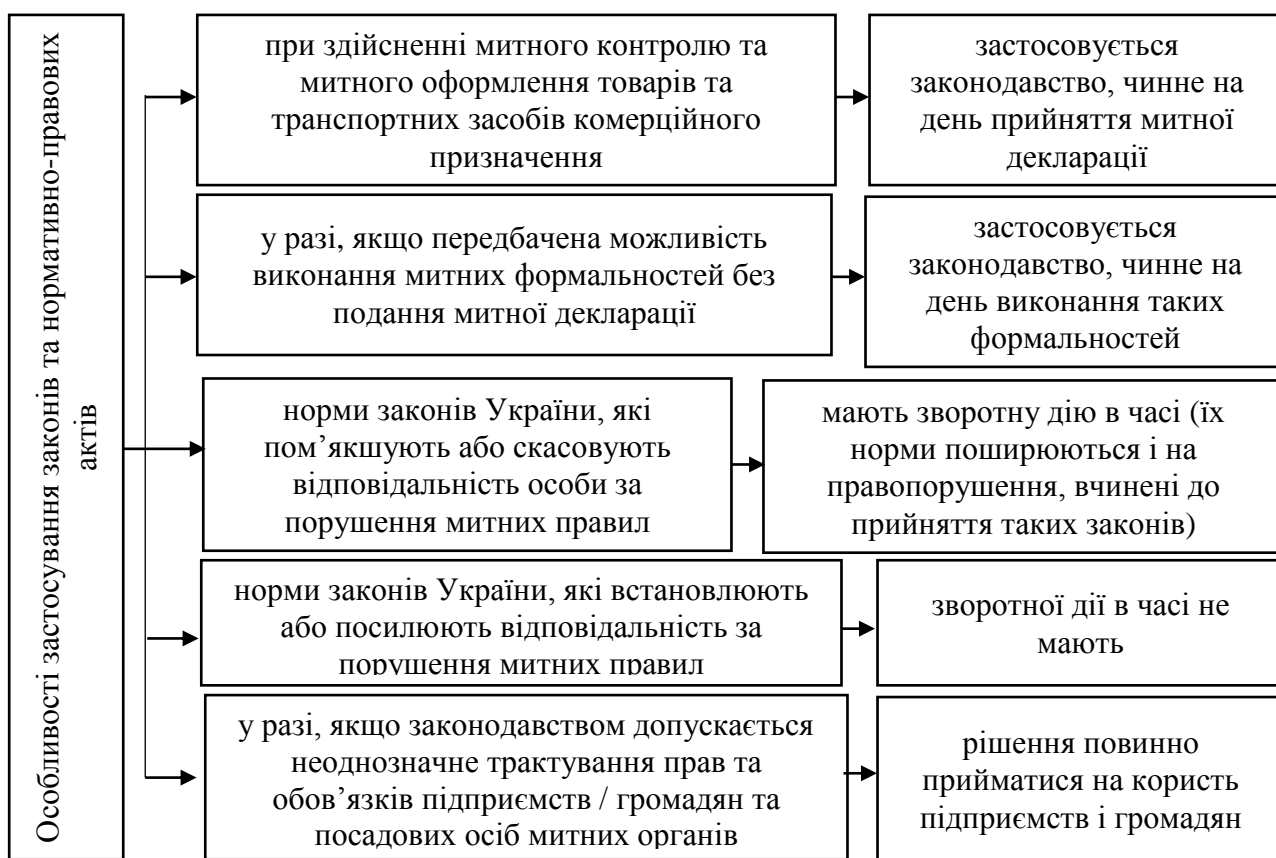 Особливості застосування законів та нормативно-правових
актів
при здійсненні митного контролю та
митного оформлення товарів та
транспортних засобів комерційного
призначення
застосовується
законодавство, чинне на
день прийняття митної
декларації
у разі, якщо передбачена можливість
виконання митних формальностей без
подання митної декларації
застосовується
законодавство, чинне на
день виконання таких
формальностей
норми законів України, які
пом’якшують або скасовують
відповідальність особи за
порушення митних правил
мають зворотну дію в часі (їх
норми поширюються і на
правопорушення, вчинені до
прийняття таких законів)
норми законів України, які встановлюють
або посилюють відповідальність за
порушення митних правил
зворотної дії в часі не
мають
у разі, якщо законодавством допускається
неоднозначне трактування прав та
обов’язків підприємств / громадян та
посадових осіб митних органів
рішення повинно
прийматися на користь
підприємств і громадян